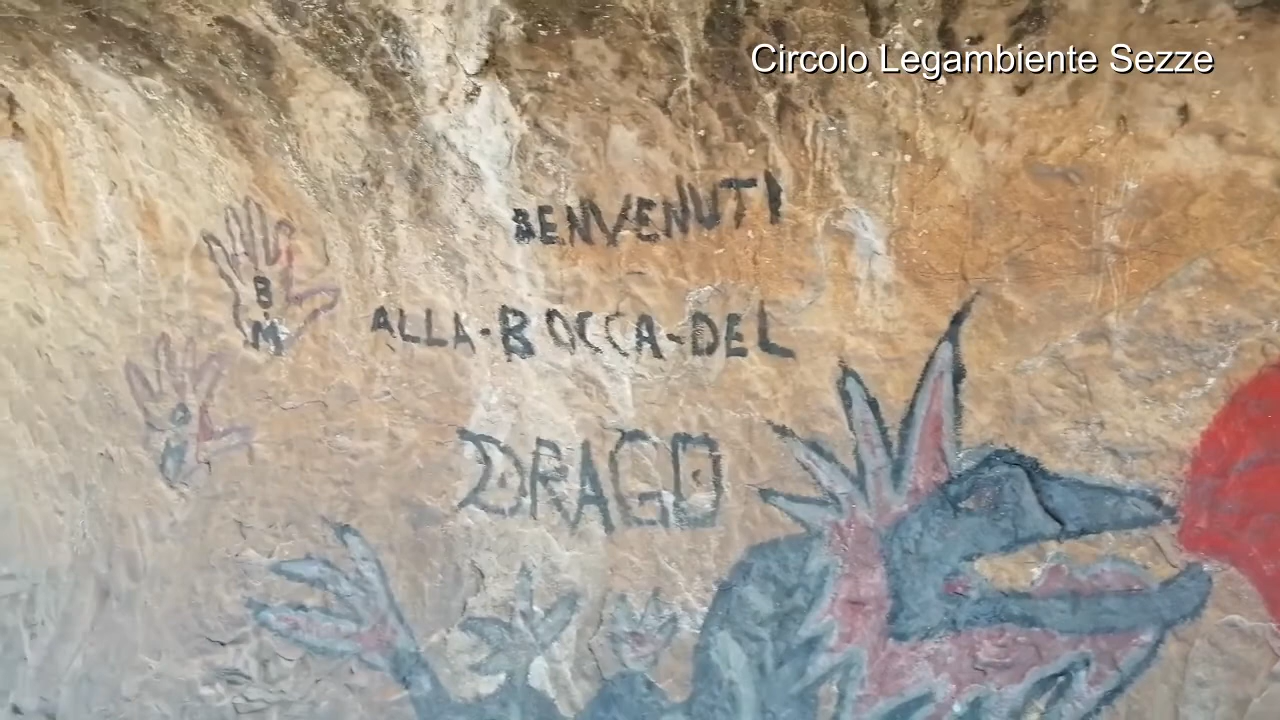 Circolo Legambiente Sezze
BENVENUTI
B.
M
ALLA-BOCCA-DEL
DRAGO